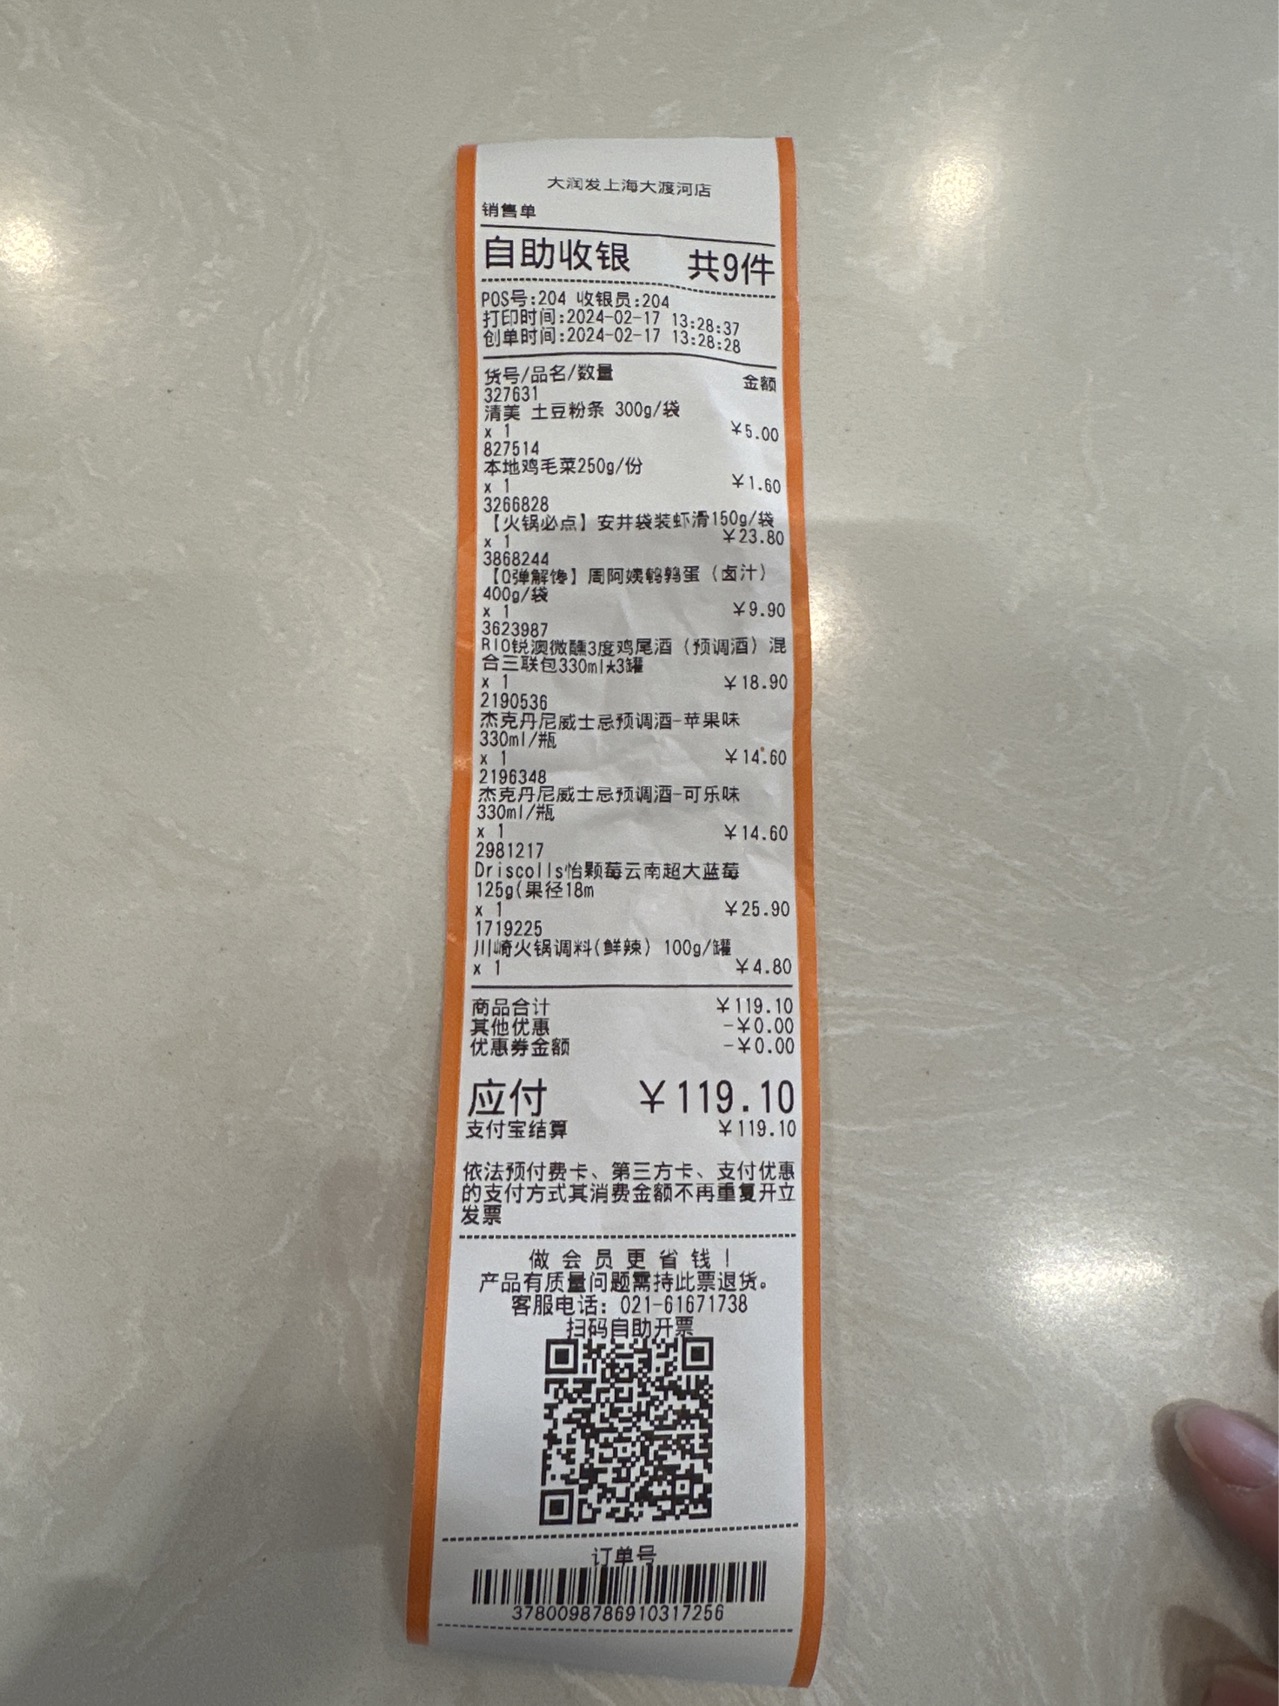 大润发上海大渡河店
销售单
自助收银 共9件
POS号:204 收银员:204
打印时间:2024-02-17 13:28:37
创单时间:2024-02-17 13:28:28
货号/品名/数量 金额
327631
清美 土豆粉条 300g/袋
x 1 ¥5.00
827514
本地鸡毛菜250g/份
x 1 ¥1.60
3266828
【火锅必点】安井袋装虾滑150g/袋
x 1 ¥23.80
3868244
【Q弹解馋】周阿姨鹌鹑蛋（卤汁）
400g/袋
x 1 ¥9.90
3623987
RIO锐澳微醺3度鸡尾酒（预调酒）混
合三联包330ml*3罐
x 1 ¥18.90
2190536
杰克丹尼威士忌预调酒-苹果味
330ml/瓶
x 1 ¥14.60
2196348
杰克丹尼威士忌预调酒-可乐味
330ml/瓶
x 1 ¥14.60
2981217
Driscolls怡颗莓云南超大蓝莓
125g(果径18m
x 1 ¥25.90
1719225
川崎火锅调料(鲜辣) 100g/罐
x 1 ¥4.80
商品合计 ¥119.10
其他优惠 -¥0.00
优惠券金额 -¥0.00
应付 ¥119.10
支付宝结算 ¥119.10
依法预付费卡、第三方卡、支付优惠
的支付方式其消费金额不再重复开立
发票
做会员更省钱!
产品有质量问题需持此票退货。
客服电话: 021-61671738
扫码自助开票
订单号
3780098786910317256